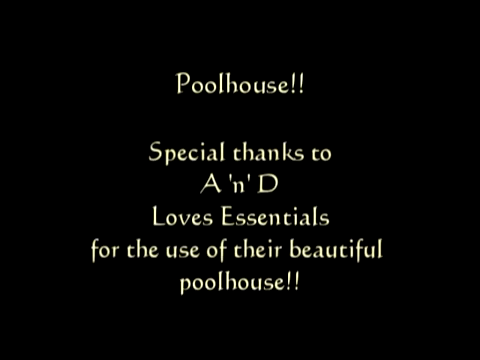 Poolhouse!!
Special thanks to
A 'n' D
Loves Essentials
for the use of their beautiful
poolhouse!!